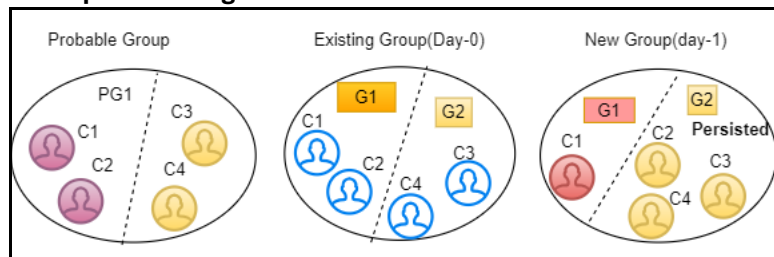 Probable Group
PG1
C1
C2
C3
C4
Existing Group(Day-0)
G1
G2
C1
C2
C3
C4
New Group(day-1)
G1
G2
Persisted
C1
C2
C3
C4